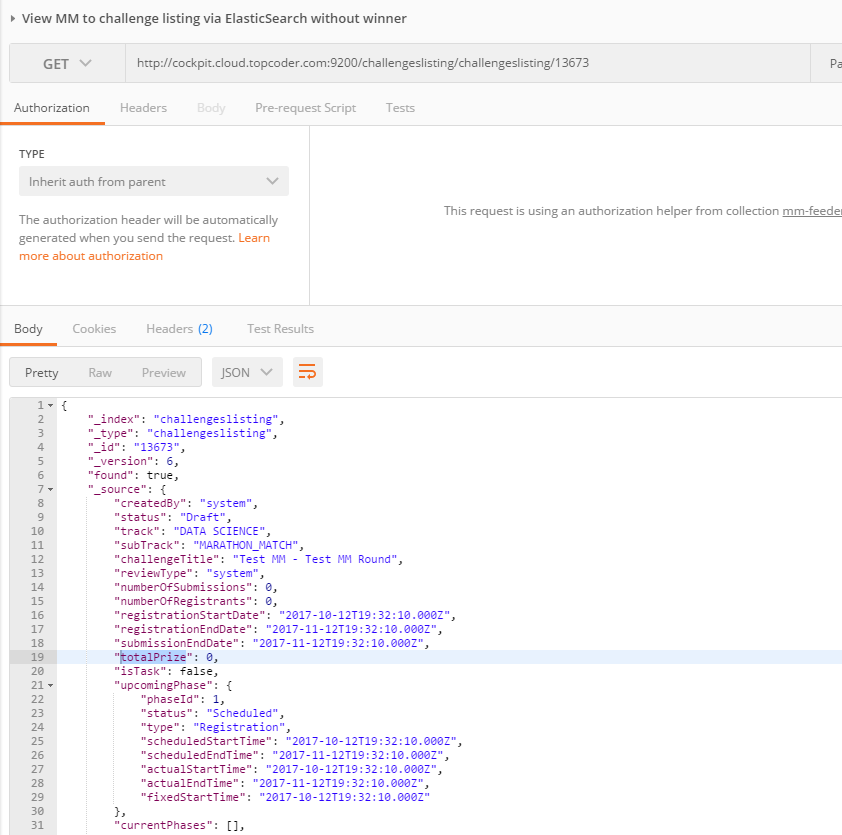 View MM to challenge listing via ElasticSearch without winner
GET http://cockpit.cloud.topcoder.com:9200/challengeslisting/challengeslisting/13673 Pa
Authorization Headers Body Pre-request Script Tests
TYPE
Inherit auth from parent
The authorization header will be automatically
generated when you send the request. Learn
more about authorization
This request is using an authorization helper from collection mm-feeder
Body Cookies Headers (2) Test Results
Pretty Raw Preview JSON
1 {
2 "_index": "challengeslisting",
3 "_type": "challengeslisting",
4 "_id": "13673",
5 "_version": 6,
6 "found": true,
7 "_source": {
8 "createdBy": "system",
9 "status": "Draft",
10 "track": "DATA SCIENCE",
11 "subTrack": "MARATHON_MATCH",
12 "challengeTitle": "Test MM - Test MM Round",
13 "reviewType": "system",
14 "numberOfSubmissions": 0,
15 "numberOfRegistrants": 0,
16 "registrationStartDate": "2017-10-12T19:32:10.000Z",
17 "registrationEndDate": "2017-11-12T19:32:10.000Z",
18 "submissionEndDate": "2017-11-12T19:32:10.000Z",
19 "totalPrize": 0,
20 "isTask": false,
21 "upcomingPhase": {
22 "phaseId": 1,
23 "status": "Scheduled",
24 "type": "Registration",
25 "scheduledStartTime": "2017-10-12T19:32:10.000Z",
26 "scheduledEndTime": "2017-11-12T19:32:10.000Z",
27 "actualStartTime": "2017-10-12T19:32:10.000Z",
28 "actualEndTime": "2017-11-12T19:32:10.000Z",
29 "fixedStartTime": "2017-10-12T19:32:10.000Z"
30 },
31 "currentPhases": [],